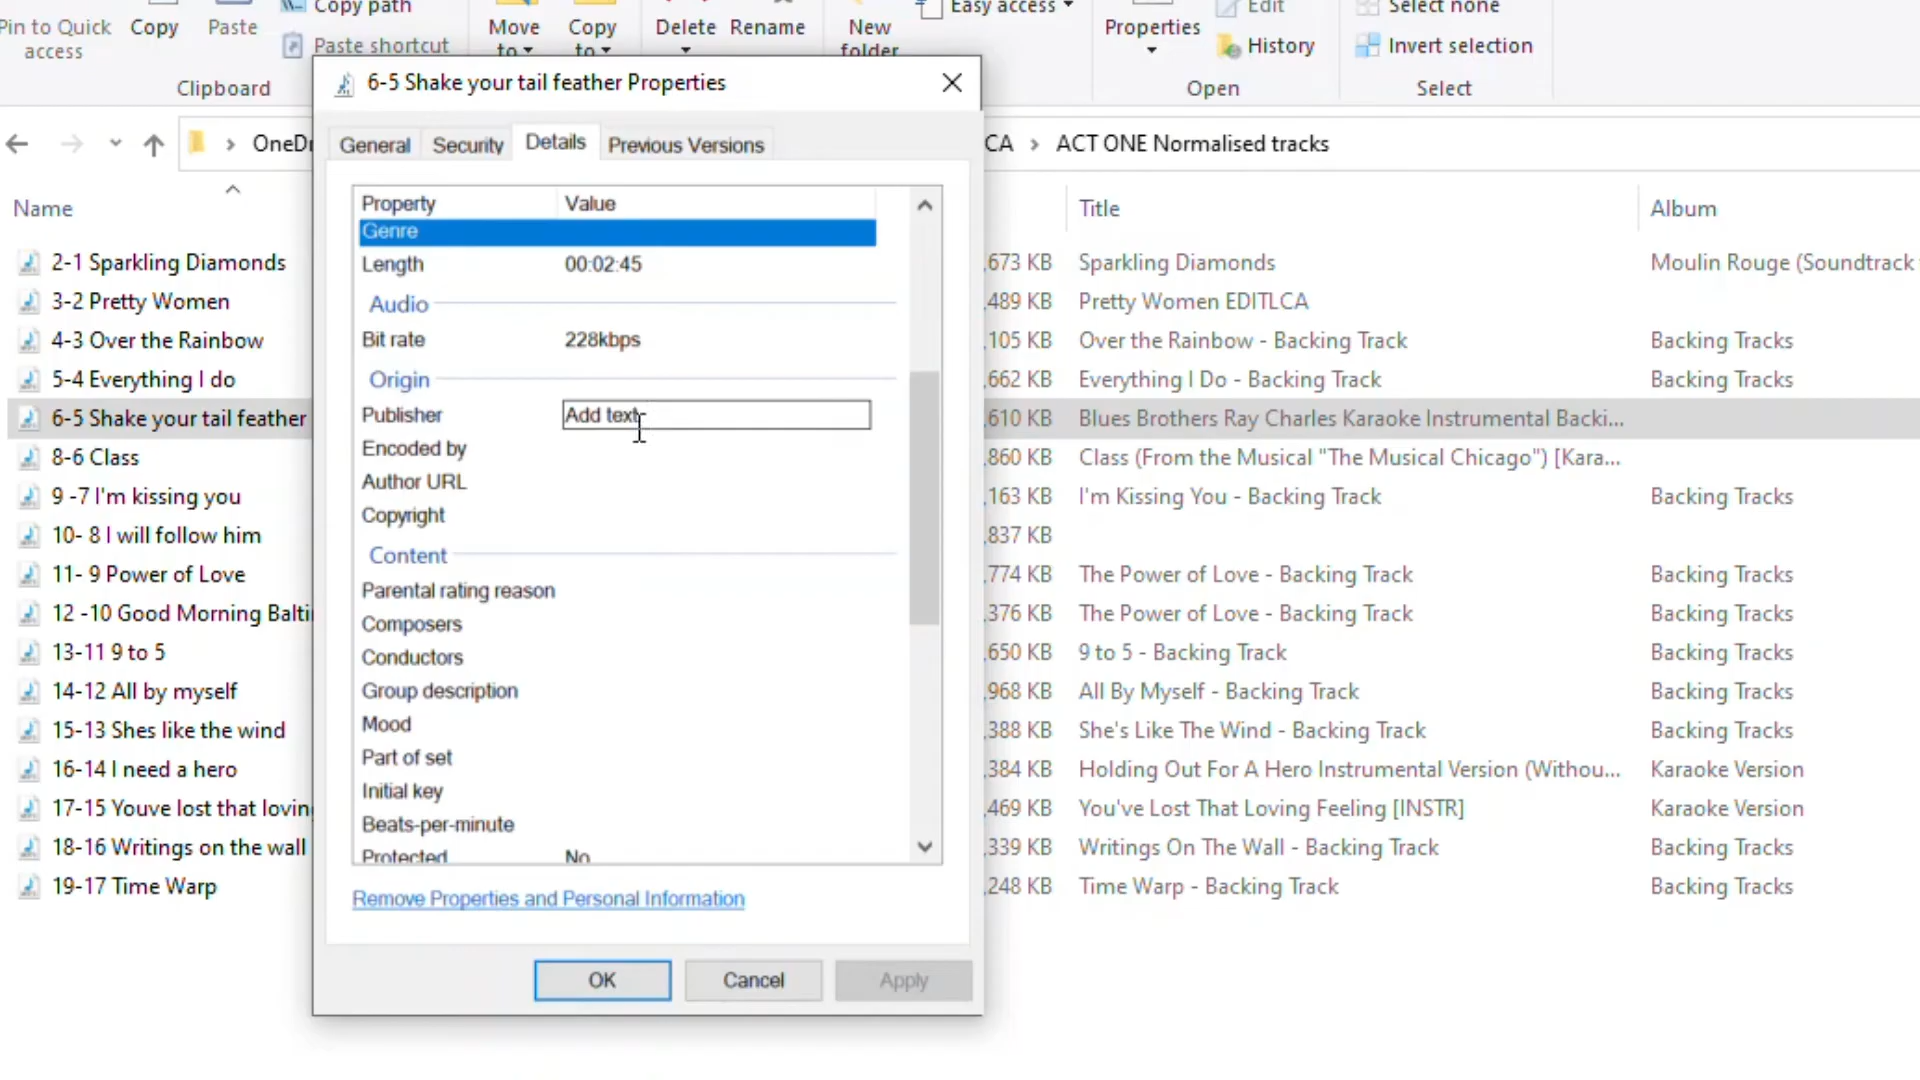 Pin to Quick access
Copy
Paste
Copy path
Paste shortcut
Clipboard
Move to
Copy to
Delete
Rename
New folder
Easy access
Properties
Edit
History
Open
Select none
Invert selection
Select
6-5 Shake your tail feather Properties
General
Security
Details
Previous Versions
CA
ACT ONE Normalised tracks
Property Value
Genre
Length 00:02:45
Audio
Bit rate 228kbps
Origin
Publisher Add text
Encoded by
Author URL
Copyright
Content
Parental rating reason
Composers
Conductors
Group description
Mood
Part of set
Initial key
Beats-per-minute
Protected No
Remove Properties and Personal Information
OK
Cancel
Apply
Name
2-1 Sparkling Diamonds
3-2 Pretty Women
4-3 Over the Rainbow
5-4 Everything I do
6-5 Shake your tail feather
8-6 Class
9 -7 I'm kissing you
10- 8 I will follow him
11- 9 Power of Love
12 -10 Good Morning
13-11 9 to 5
14-12 All by myself
15-13 Shes like the wind
16-14 I need a hero
17-15 Youve lost that
18-16 Writings on the wall
19-17 Time Warp
Title Album
,673 KB Sparkling Diamonds Moulin Rouge (Soundtrack
,489 KB Pretty Women EDITLCA
,105 KB Over the Rainbow - Backing Track Backing Tracks
,662 KB Everything I Do - Backing Track Backing Tracks
,610 KB Blues Brothers Ray Charles Karaoke Instrumental Backi...
,860 KB Class (From the Musical "The Musical Chicago") [Kara...
,163 KB I'm Kissing You - Backing Track Backing Tracks
,837 KB
,774 KB The Power of Love - Backing Track Backing Tracks
,376 KB The Power of Love - Backing Track Backing Tracks
,650 KB 9 to 5 - Backing Track Backing Tracks
,968 KB All By Myself - Backing Track Backing Tracks
,388 KB She's Like The Wind - Backing Track Backing Tracks
,384 KB Holding Out For A Hero Instrumental Version (Withou... Karaoke Version
,469 KB You've Lost That Loving Feeling [INSTR] Karaoke Version
,339 KB Writings On The Wall - Backing Track Backing Tracks
,248 KB Time Warp - Backing Track Backing Tracks